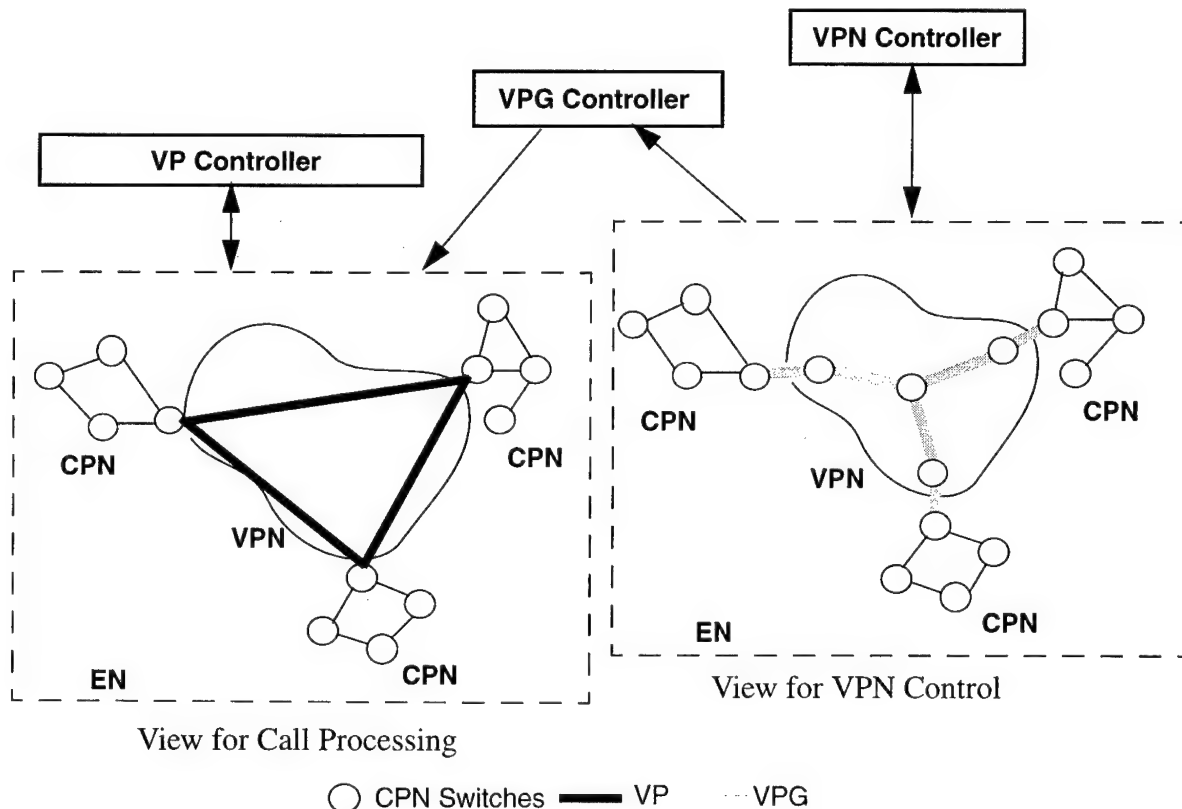 VPN Controller
VPG Controller
VP Controller
CPN
CPN
VPN
CPN
EN
View for Call Processing
CPN
CPN
VPN
CPN
EN
View for VPN Control
CPN Switches
VP
VPG